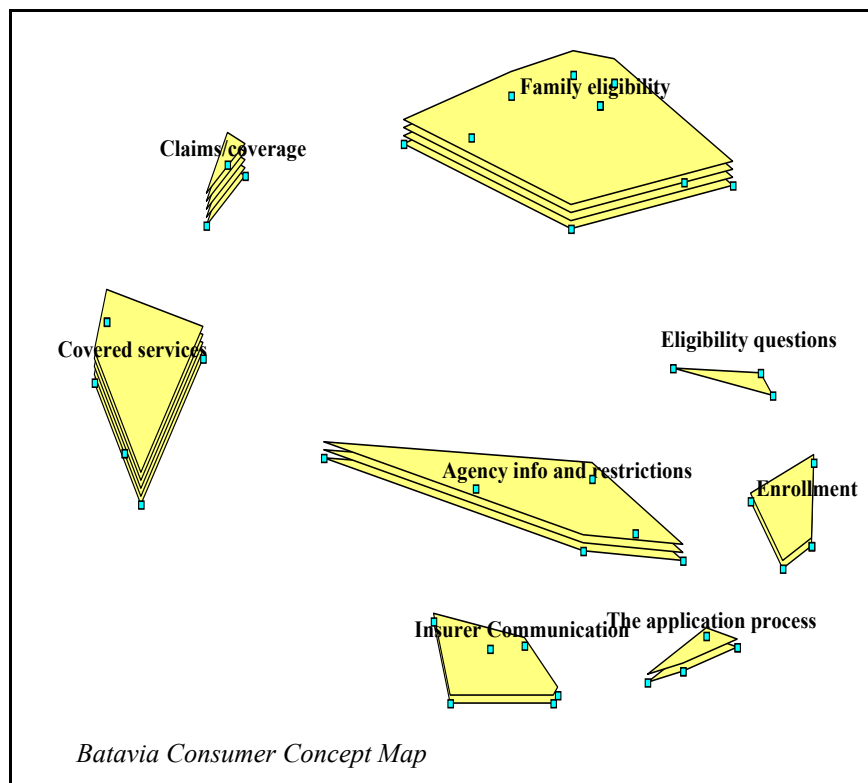 Family eligibility
Claims/coverage
Eligibility questions
Covered services
Agency info and restrictions
Enrollment
The application process
Insurer Communication
Batavia Consumer Concept Map